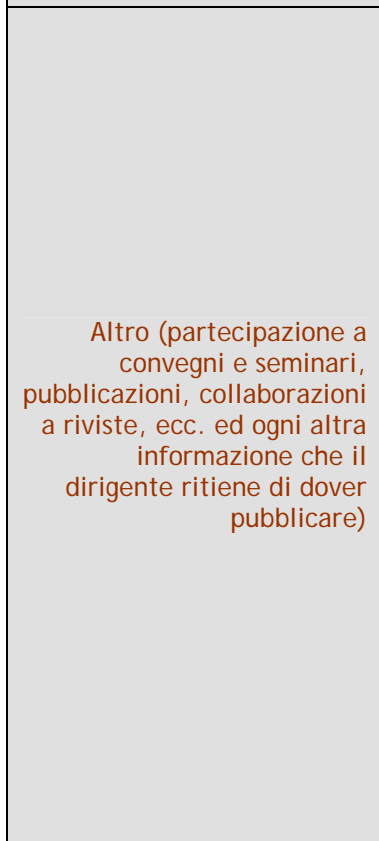 Altro (partecipazione a
convegni e seminari,
pubblicazioni, collaborazioni
a riviste, ecc. ed ogni altra
informazione che il
dirigente ritiene di dover
pubblicare)